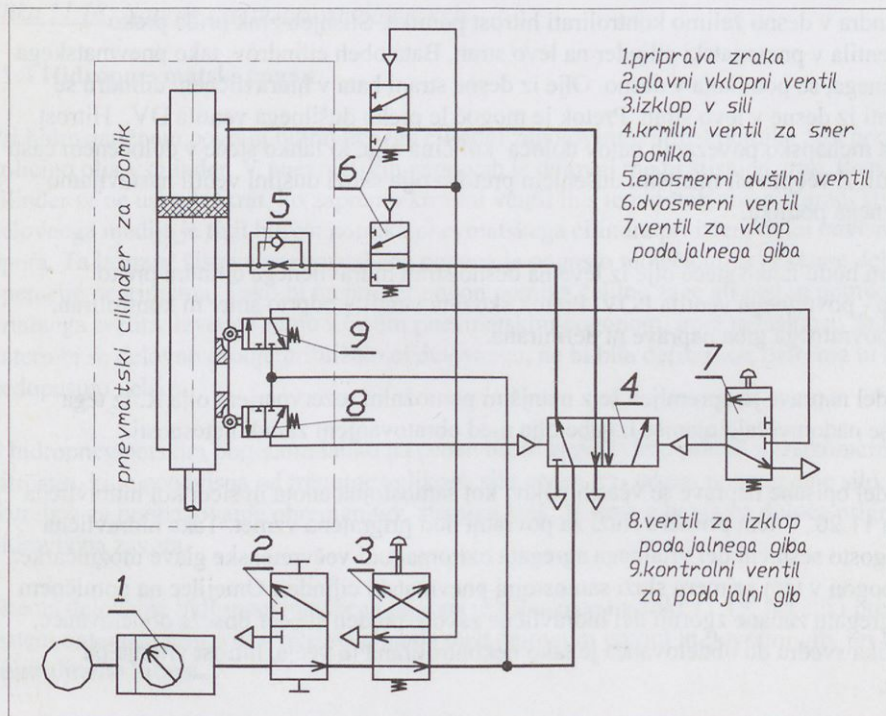 1.priprava zraka
2.glavni vklopni ventil
3.izklop v sili
4.krmilni ventil za smer
pomika
5.enosmerni dušilni ventil
6.dvosmerni ventil
7.ventil za vklop
podajalnega giba
pnevmatski cilinder za pomik
5
6
9
8
7
4
8.ventil za izklop
podajalnega giba
9.kontrolni ventil
za podajalni gib
2
3
1